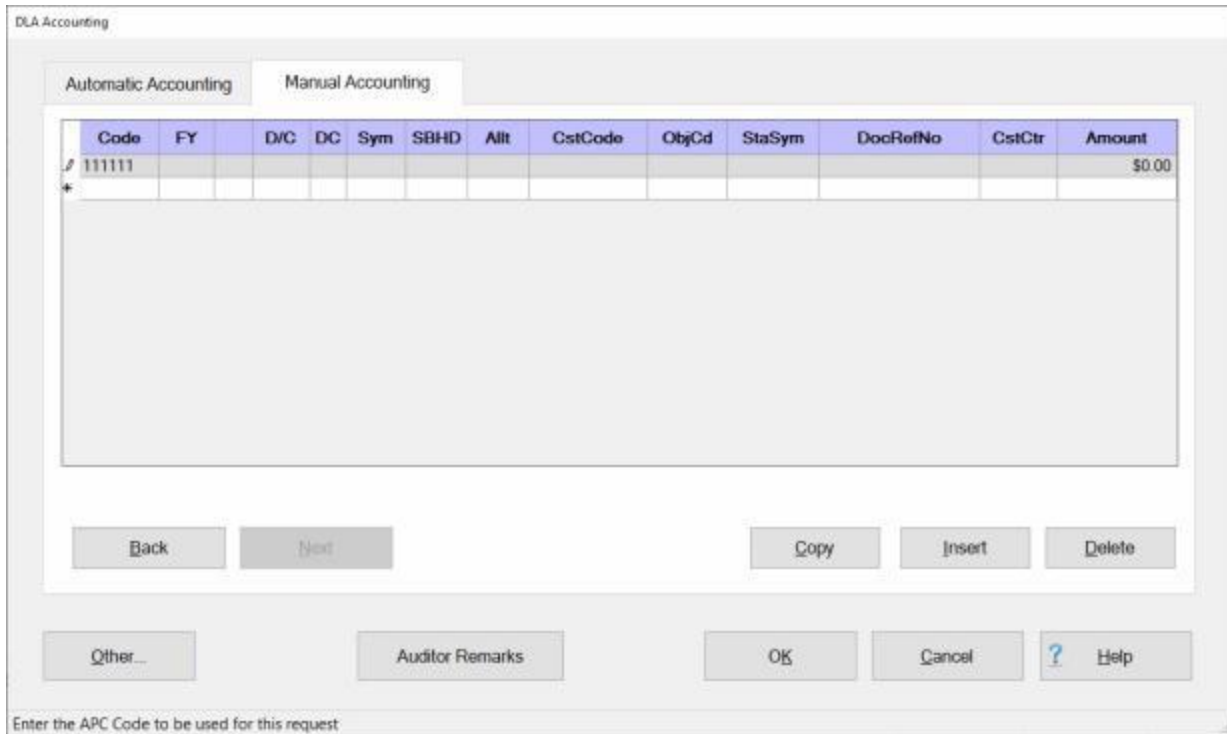 DLA Accounting
Automatic Accounting Manual Accounting
Code FY D/C DC Sym SBHD Allt CstCode ObjCd StaSym DocRefNo CstCtr Amount
111111 $0.00
*
Back Next Copy Insert Delete
Other... Auditor Remarks OK Cancel ? Help
Enter the APC Code to be used for this request